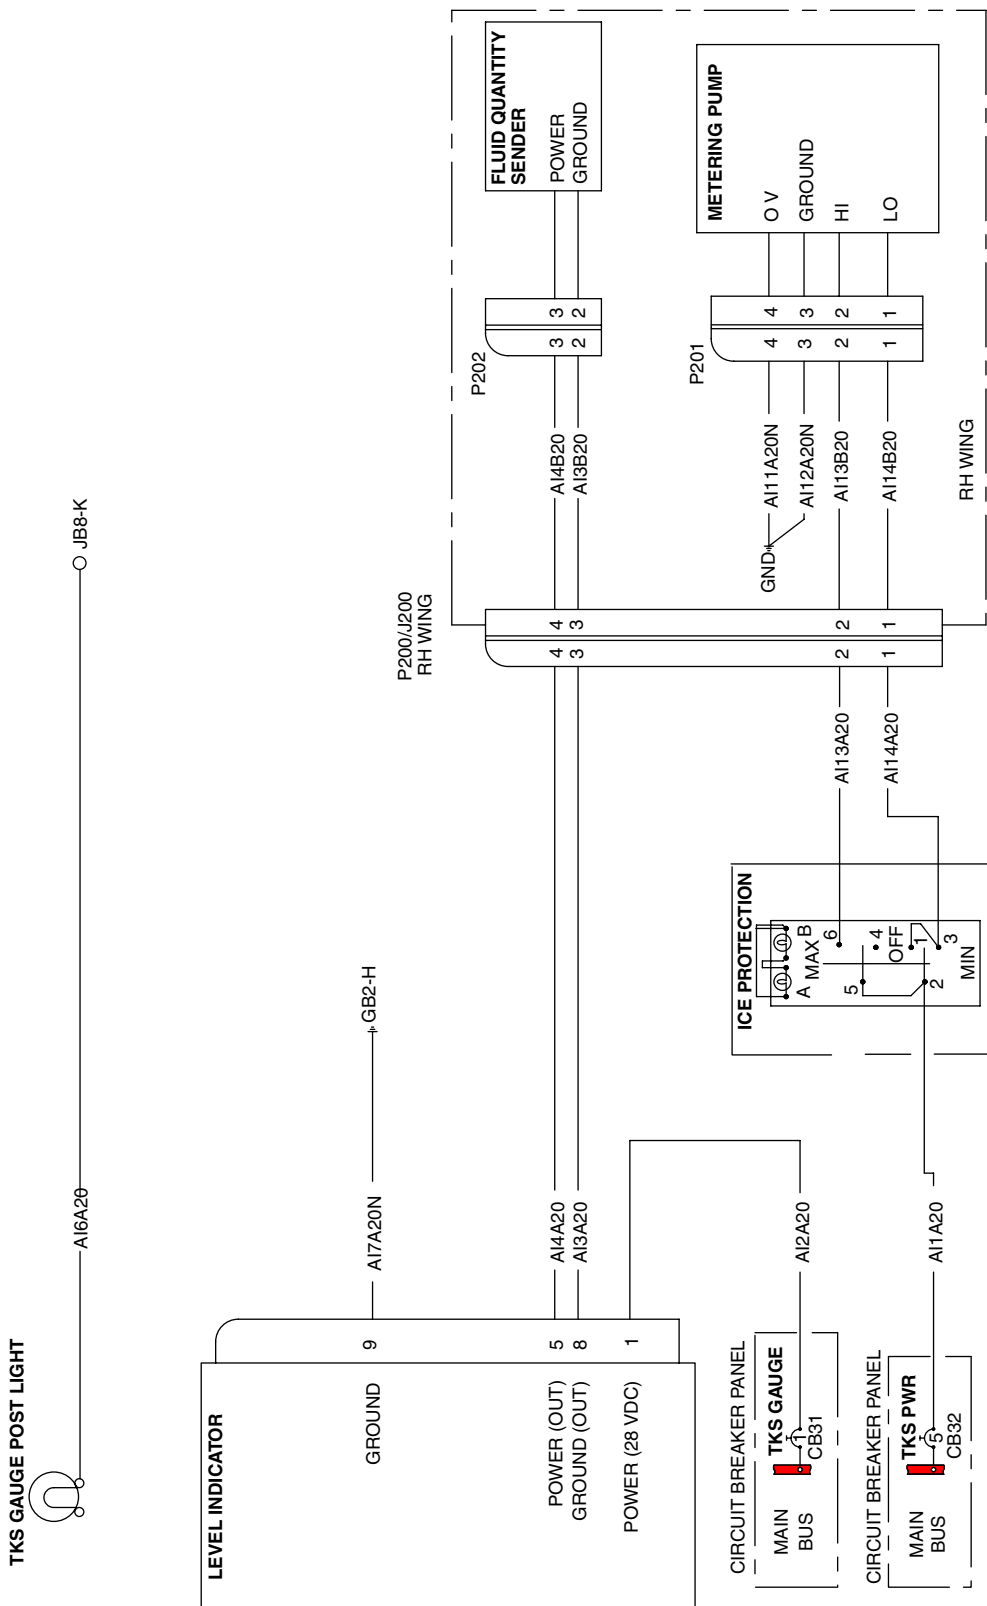 TKS GAUGE POST LIGHT
AI6A20
JB8-K
LEVEL INDICATOR
GROUND
9
AI7A20N
GB2-H
POWER (OUT)
5
AI4A20
GROUND (OUT)
8
AI3A20
POWER (28 VDC)
1
P200/J200
RH WING
4
4
3
3
2
2
1
1
AI4B20
AI3B20
P202
3
3
2
2
FLUID QUANTITY
SENDER
POWER
GROUND
GND
AI11A20N
AI12A20N
AI13B20
AI14B20
P201
4
4
3
3
2
2
1
1
METERING PUMP
O V
GROUND
HI
LO
RH WING
CIRCUIT BREAKER PANEL
MAIN
BUS
TKS GAUGE
1
CB31
AI2A20
CIRCUIT BREAKER PANEL
MAIN
BUS
TKS PWR
5
CB32
AI1A20
ICE PROTECTION
A
B
MAX
6
5
4
OFF
1
2
3
MIN
AI13A20
AI14A20